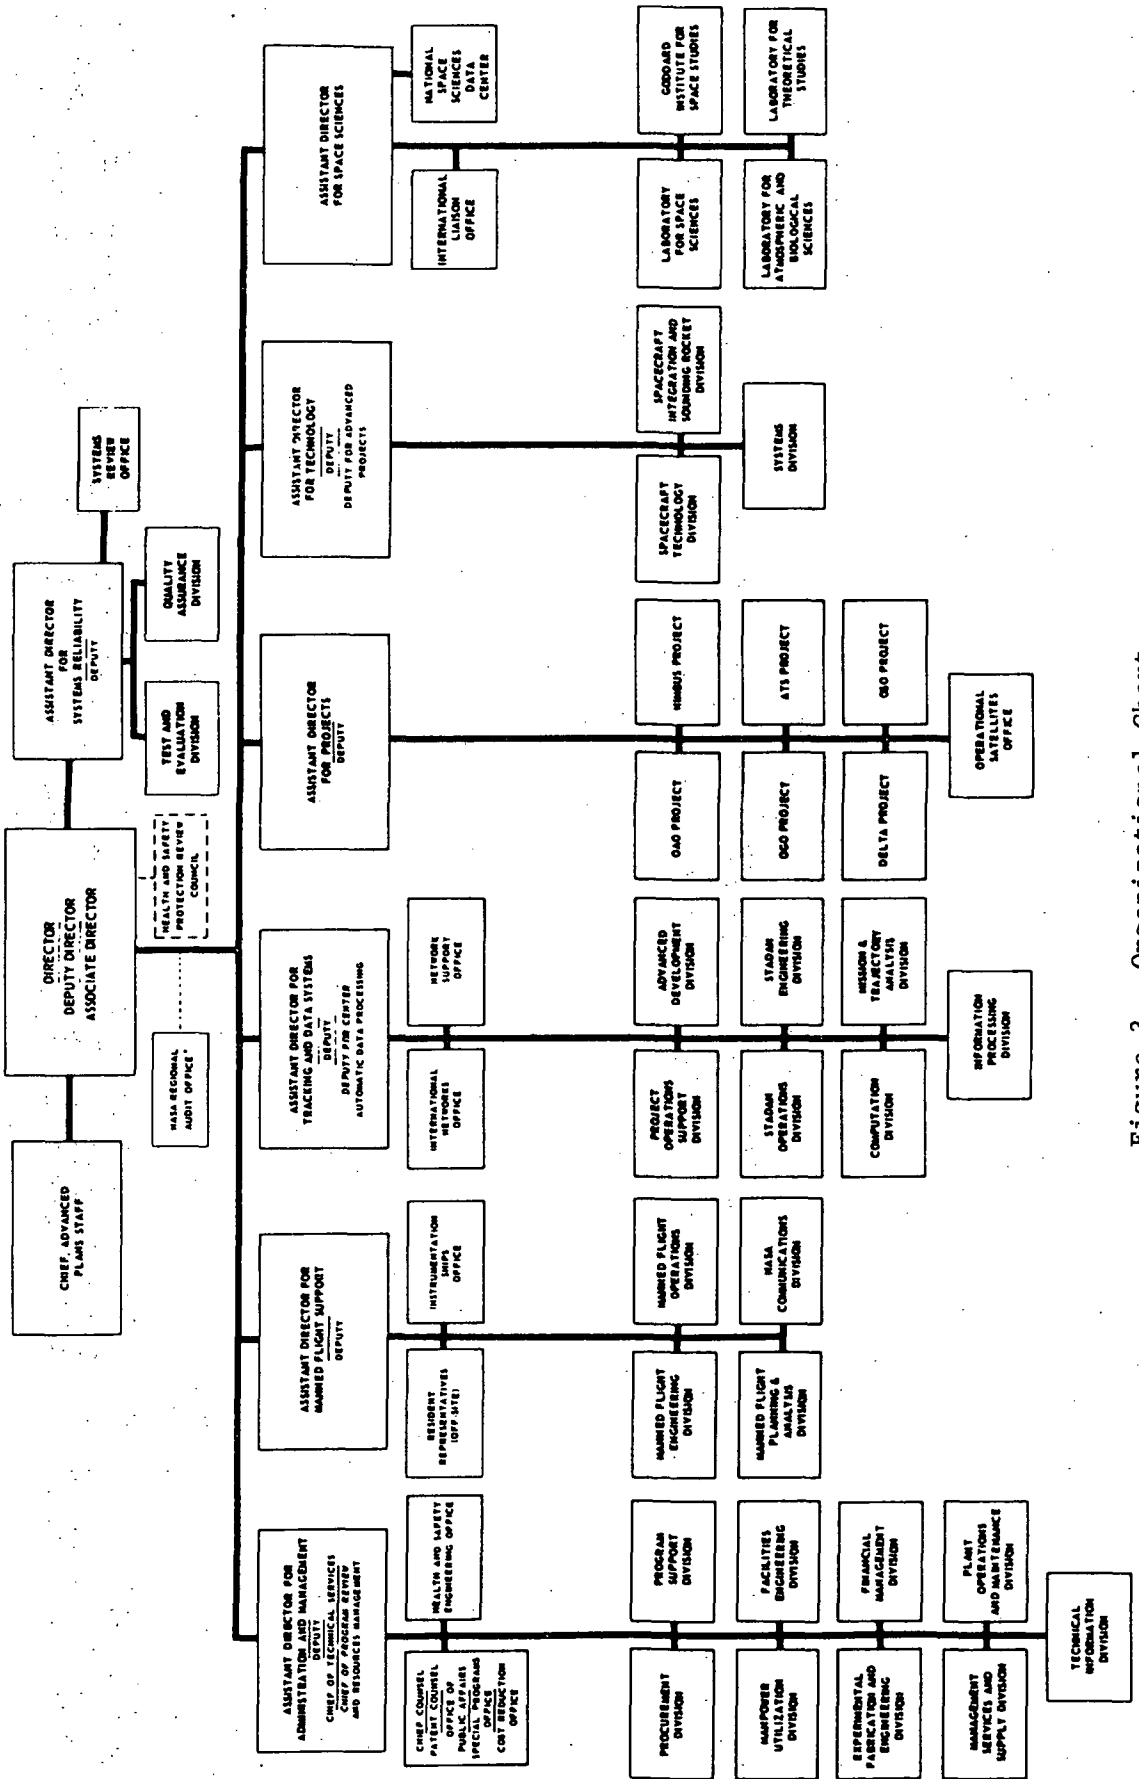 DIRECTOR
DEPUTY DIRECTOR
ASSOCIATE DIRECTOR
CHIEF, ADVANCED
PLANS STAFF
ASSISTANT DIRECTOR
FOR
SYSTEMS RELIABILITY
DEPUTY
SYSTEMS
REVIEW
OFFICE
TEST AND
EVALUATION
DIVISION
QUALITY
ASSURANCE
DIVISION
NASA REGIONAL
AUDIT OFFICE*
HEALTH AND SAFETY
PROTECTION REVIEW
COUNCIL
ASSISTANT DIRECTOR FOR
ADMINISTRATION AND MANAGEMENT
DEPUTY
CHIEF OF TECHNICAL SERVICES
CHIEF OF PROGRAM REVIEW
AND RESOURCES MANAGEMENT
CHIEF COUNSEL
PATENT COUNSEL
OFFICE OF
PUBLIC AFFAIRS
SPECIAL PROGRAMS
OFFICE
COST REDUCTION
OFFICE
HEALTH AND SAFETY
ENGINEERING OFFICE
PROCUREMENT
DIVISION
PROGRAM
SUPPORT
DIVISION
MANPOWER
UTILIZATION
DIVISION
FACILITIES
ENGINEERING
DIVISION
EXPERIMENTAL
FABRICATION AND
ENGINEERING
DIVISION
FINANCIAL
MANAGEMENT
DIVISION
MANAGEMENT
SERVICES AND
SUPPLY DIVISION
PLANT
OPERATIONS
AND MAINTENANCE
DIVISION
TECHNICAL
INFORMATION
DIVISION
ASSISTANT DIRECTOR FOR
MANNED FLIGHT SUPPORT
DEPUTY
RESIDENT
REPRESENTATIVES
(OFF-SITE)
INSTRUMENTATION
SHIPS
OFFICE
MANNED FLIGHT
ENGINEERING
DIVISION
MANNED FLIGHT
OPERATIONS
DIVISION
MANNED FLIGHT
PLANNING &
ANALYSIS
DIVISION
NASA
COMMUNICATIONS
DIVISION
ASSISTANT DIRECTOR FOR
TRACKING AND DATA SYSTEMS
DEPUTY
DEPUTY FOR CENTER
AUTOMATIC DATA PROCESSING
INTERNATIONAL
NETWORKS
OFFICE
NETWORK
SUPPORT
OFFICE
PROJECT
OPERATIONS
SUPPORT
DIVISION
ADVANCED
DEVELOPMENT
DIVISION
STADAN
OPERATIONS
DIVISION
STADAN
ENGINEERING
DIVISION
COMPUTATION
DIVISION
MISSION &
TRAJECTORY
ANALYSIS
DIVISION
INFORMATION
PROCESSING
DIVISION
ASSISTANT DIRECTOR
FOR PROJECTS
DEPUTY
OAO PROJECT
NIMBUS PROJECT
OGO PROJECT
ATS PROJECT
DELTA PROJECT
OSO PROJECT
OPERATIONAL
SATELLITES
OFFICE
ASSISTANT DIRECTOR
FOR TECHNOLOGY
DEPUTY
DEPUTY FOR ADVANCED
PROJECTS
SPACECRAFT
TECHNOLOGY
DIVISION
SPACECRAFT
INTEGRATION AND
SOUNDING ROCKET
DIVISION
SYSTEMS
DIVISION
ASSISTANT DIRECTOR
FOR SPACE SCIENCES
INTERNATIONAL
LIAISON
OFFICE
NATIONAL
SPACE
SCIENCES
DATA
CENTER
LABORATORY
FOR SPACE
SCIENCES
GODDARD
INSTITUTE FOR
SPACE STUDIES
LABORATORY FOR
ATMOSPHERIC AND
BIOLOGICAL
SCIENCES
LABORATORY FOR
THEORETICAL
STUDIES
Figure 3. Organizational Chart